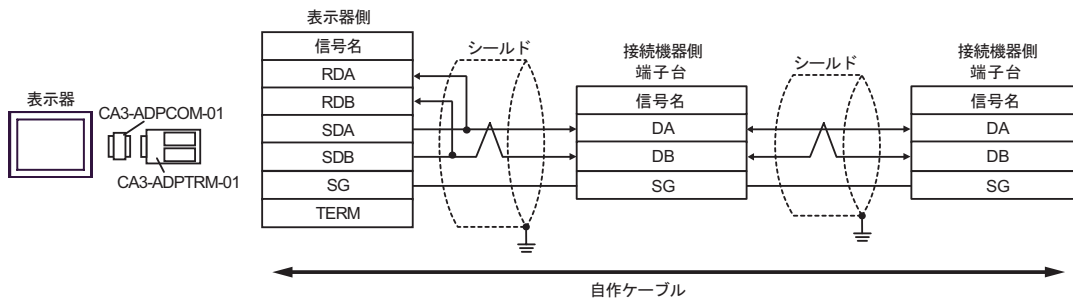 表示器
CA3-ADPCOM-01
CA3-ADPTRM-01
表示器側
信号名
RDA
RDB
SDA
SDB
SG
TERM
シールド
接続機器側
端子台
信号名
DA
DB
SG
シールド
接続機器側
端子台
信号名
DA
DB
SG
自作ケーブル